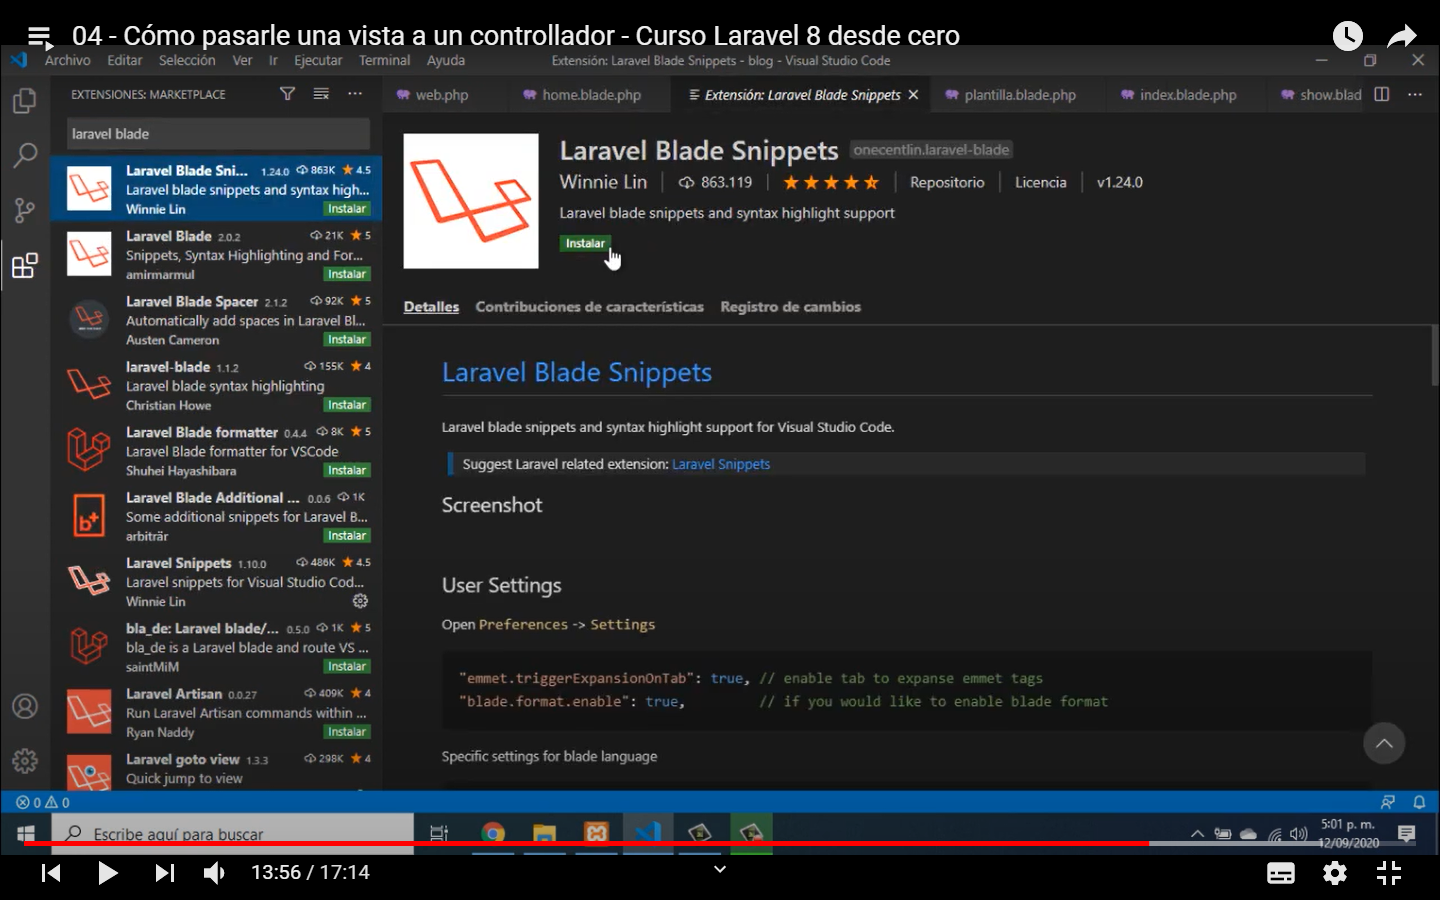 04 - Cómo pasarle una vista a un controllador - Curso Laravel 8 desde cero
Archivo Editar Selección Ver Ir Ejecutar Terminal Ayuda
Extensión: Laravel Blade Snippets - blog - Visual Studio Code
EXTENSIONES: MARKETPLACE
web.php
home.blade.php
Extensión: Laravel Blade Snippets
plantilla.blade.php
index.blade.php
show.blad
laravel blade
Laravel Blade Sni... 1.24.0 863K 4.5
Laravel blade snippets and syntax high...
Winnie Lin Instalar
Laravel Blade 2.0.2 21K 5
Snippets, Syntax Highlighting and For...
amirmarmul Instalar
Laravel Blade Spacer 2.1.2 92K 5
Automatically add spaces in Laravel Bl...
Austen Cameron Instalar
laravel-blade 1.1.2 155K 4
Laravel blade syntax highlighting
Christian Howe Instalar
Laravel Blade formatter 0.4.4 8K 5
Laravel Blade formatter for VSCode
Shuhei Hayashibara Instalar
Laravel Blade Additional ... 0.0.6 1K
Some additional snippets for Laravel B...
arbiträr Instalar
Laravel Snippets 1.10.0 486K 4.5
Laravel snippets for Visual Studio Cod...
Winnie Lin
bla_de: Laravel blade/... 0.5.0 1K 5
bla_de is a Laravel blade and route VS ...
saintMiM Instalar
Laravel Artisan 0.0.27 409K 4
Run Laravel Artisan commands within ...
Ryan Naddy Instalar
Laravel goto view 1.3.3 298K 4
Quick jump to view
Laravel Blade Snippets onecentlin.laravel-blade
Winnie Lin 863.119 Repositorio Licencia v1.24.0
Laravel blade snippets and syntax highlight support
Instalar
Detalles Contribuciones de características Registro de cambios
Laravel Blade Snippets
Laravel blade snippets and syntax highlight support for Visual Studio Code.
Suggest Laravel related extension: Laravel Snippets
Screenshot
User Settings
Open Preferences -> Settings
"emmet.triggerExpansionOnTab": true, // enable tab to expanse emmet tags
"blade.format.enable": true, // if you would like to enable blade format
Specific settings for blade language
0 0
Escribe aquí para buscar
5:01 p. m.
12/09/2020
13:56 / 17:14